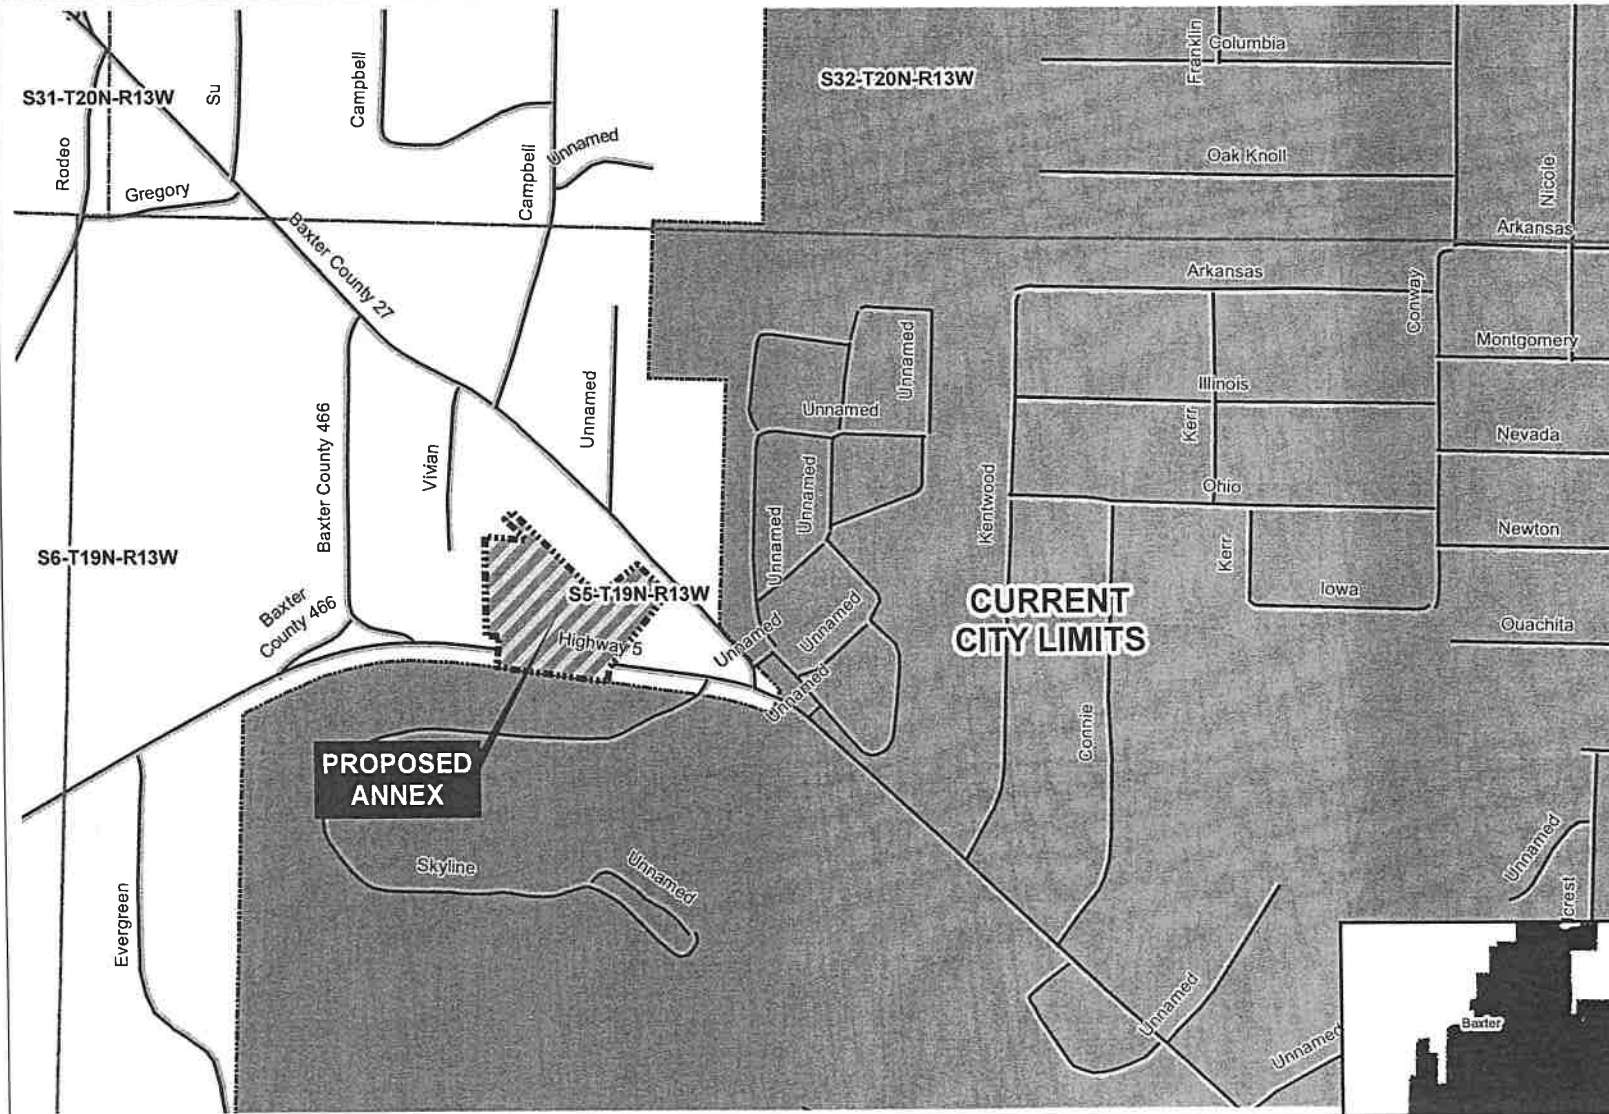 Columbia
Franklin
S32-T20N-R13W
S31-T20N-R13W
Su
Campbell
Unnamed
Oak Knoll
Rodeo
Gregory
Campbell
Nicole
Arkansas
Baxter County 27
Arkansas
Conway
Montgomery
Unnamed
Illinois
Unnamed
Kerr
Unnamed
Nevada
Baxter County 466
Vivian
Kentwood
Unnamed
Ohio
Unnamed
Newton
Kerr
S6-T19N-R13W
S5-T19N-R13W
Iowa
CURRENT
CITY LIMITS
Baxter
County 466
Unnamed
Ouachita
Highway 5
Unnamed
Unnamed
Connie
PROPOSED
ANNEX
Skyline
Unnamed
Unnamed
crest
Evergreen
Unnamed
Baxter
Unnamed